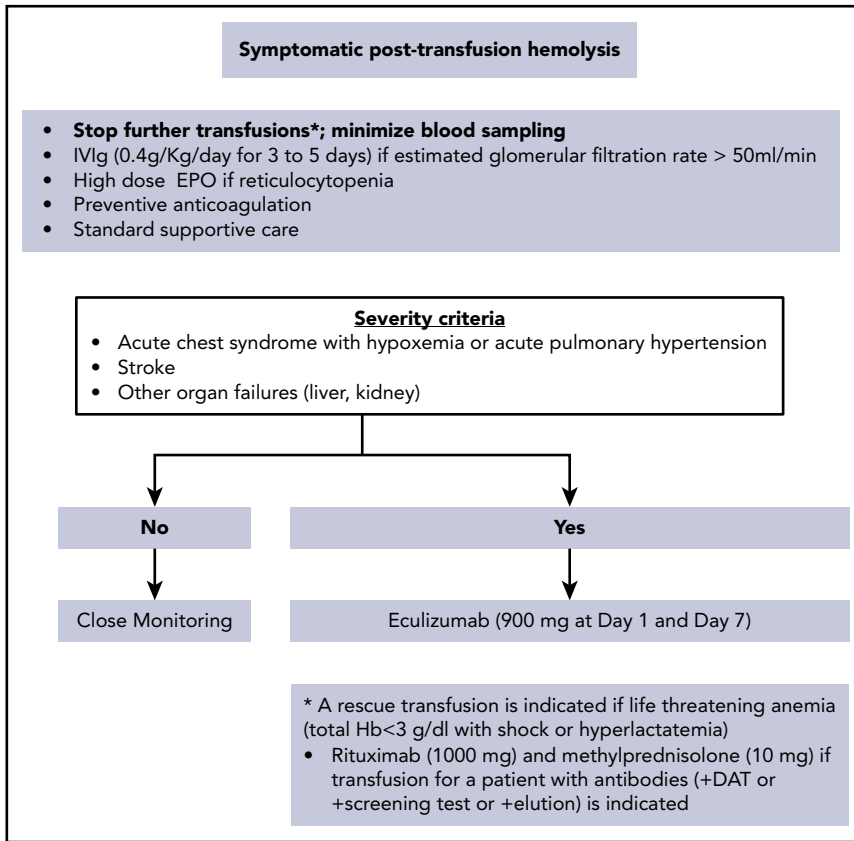 Symptomatic post-transfusion hemolysis
• Stop further transfusions*; minimize blood sampling
• IVIg (0.4g/Kg/day for 3 to 5 days) if estimated glomerular filtration rate > 50ml/min
• High dose EPO if reticulocytopenia
• Preventive anticoagulation
• Standard supportive care
Severity criteria
• Acute chest syndrome with hypoxemia or acute pulmonary hypertension
• Stroke
• Other organ failures (liver, kidney)
No
Yes
Close Monitoring
Eculizumab (900 mg at Day 1 and Day 7)
* A rescue transfusion is indicated if life threatening anemia
(total Hb<3 g/dl with shock or hyperlactatemia)
• Rituximab (1000 mg) and methylprednisolone (10 mg) if
transfusion for a patient with antibodies (+DAT or
+screening test or +elution) is indicated